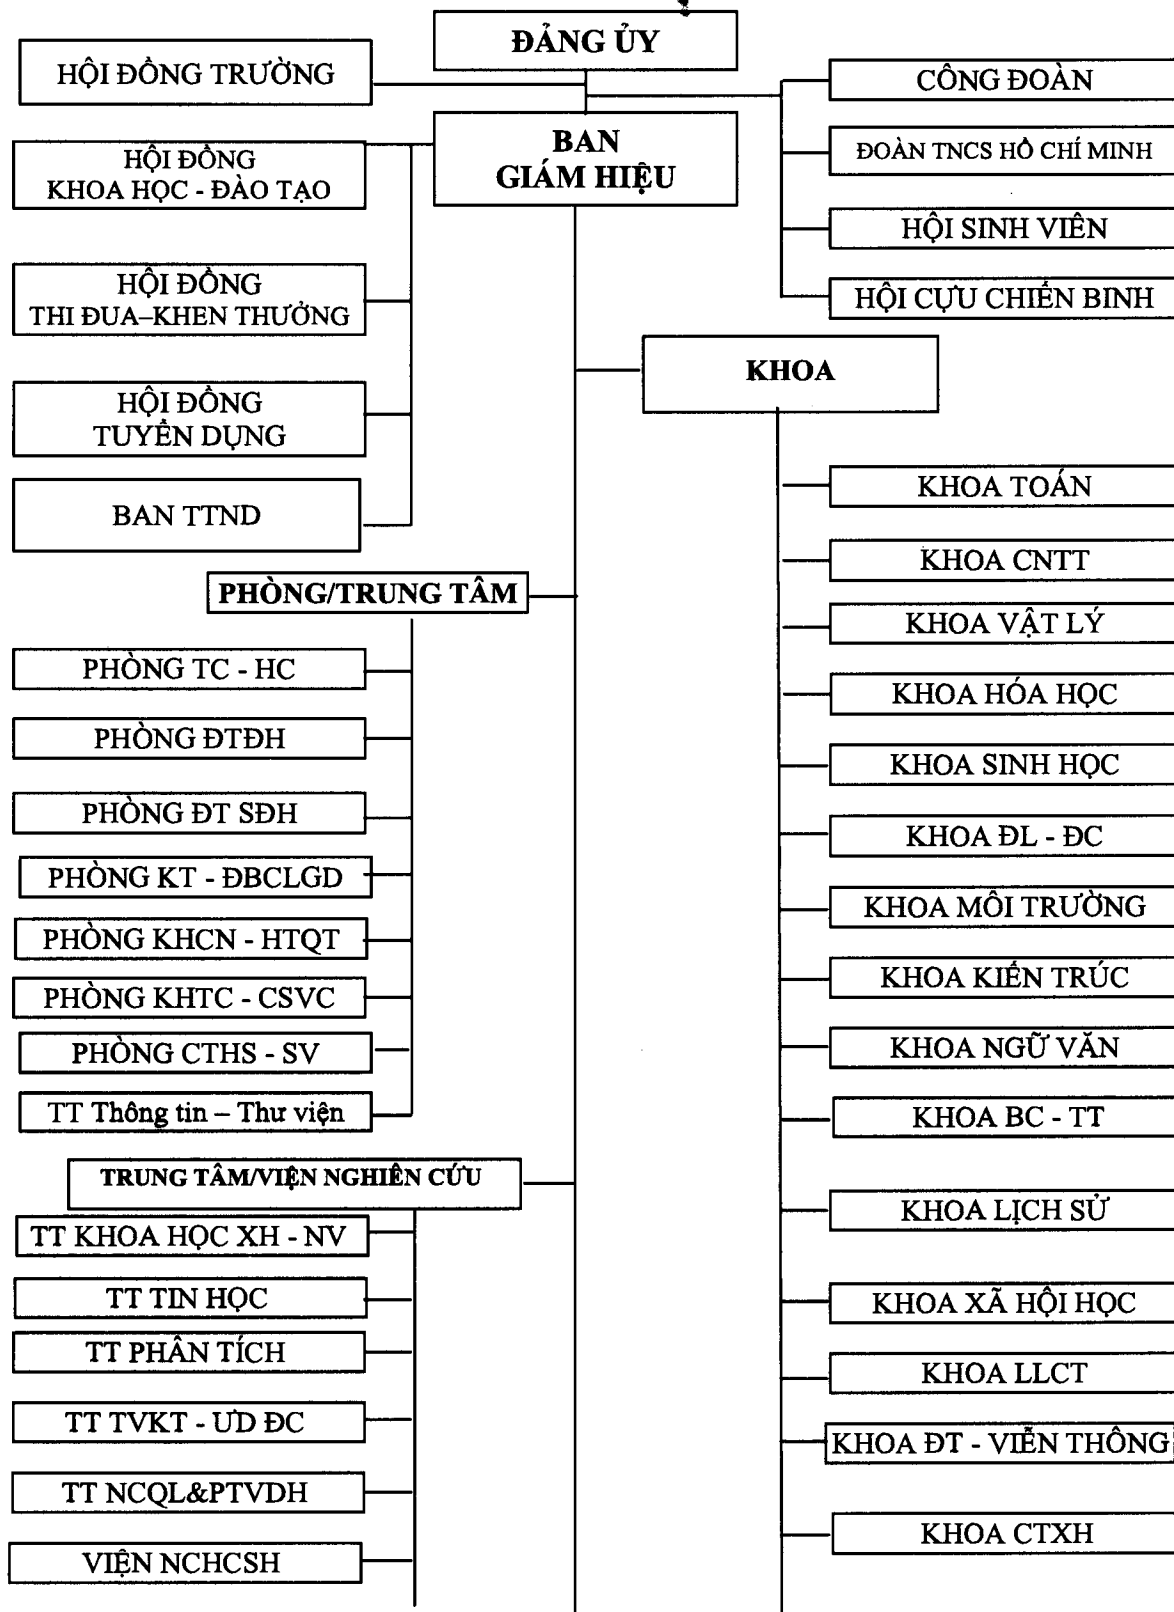 ĐẢNG ỦY
HỘI ĐỒNG TRƯỜNG
BAN
GIÁM HIỆU
CÔNG ĐOÀN
ĐOÀN TNCS HỒ CHÍ MINH
HỘI SINH VIÊN
HỘI CỰU CHIẾN BINH
HỘI ĐỒNG
KHOA HỌC - ĐÀO TẠO
HỘI ĐỒNG
THI ĐUA–KHEN THƯỞNG
HỘI ĐỒNG
TUYỂN DỤNG
BAN TTND
PHÒNG/TRUNG TÂM
PHÒNG TC - HC
PHÒNG ĐTĐH
PHÒNG ĐT SĐH
PHÒNG KT - ĐBCLGD
PHÒNG KHCN - HTQT
PHÒNG KHTC - CSVC
PHÒNG CTHS - SV
TT Thông tin – Thư viện
TRUNG TÂM/VIỆN NGHIÊN CỨU
TT KHOA HỌC XH - NV
TT TIN HỌC
TT PHÂN TÍCH
TT TVKT - ƯD ĐC
TT NCQL&PTVDH
VIỆN NCHCSH
KHOA
KHOA TOÁN
KHOA CNTT
KHOA VẬT LÝ
KHOA HÓA HỌC
KHOA SINH HỌC
KHOA ĐL - ĐC
KHOA MÔI TRƯỜNG
KHOA KIẾN TRÚC
KHOA NGỮ VĂN
KHOA BC - TT
KHOA LỊCH SỬ
KHOA XÃ HỘI HỌC
KHOA LLCT
KHOA ĐT - VIỄN THÔNG
KHOA CTXH